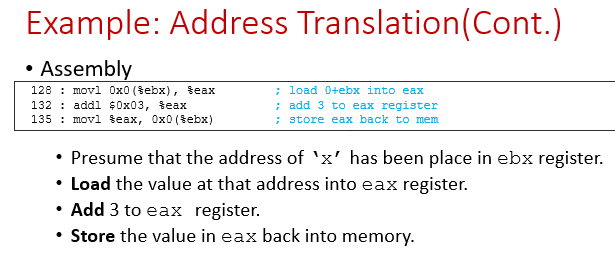 Example: Address Translation(Cont.)
• Assembly
128 : movl 0x0(%ebx), %eax ; load 0+ebx into eax
132 : addl $0x03, %eax ; add 3 to eax register
135 : movl %eax, 0x0(%ebx) ; store eax back to mem
• Presume that the address of ‘x’ has been place in ebx register.
• Load the value at that address into eax register.
• Add 3 to eax register.
• Store the value in eax back into memory.